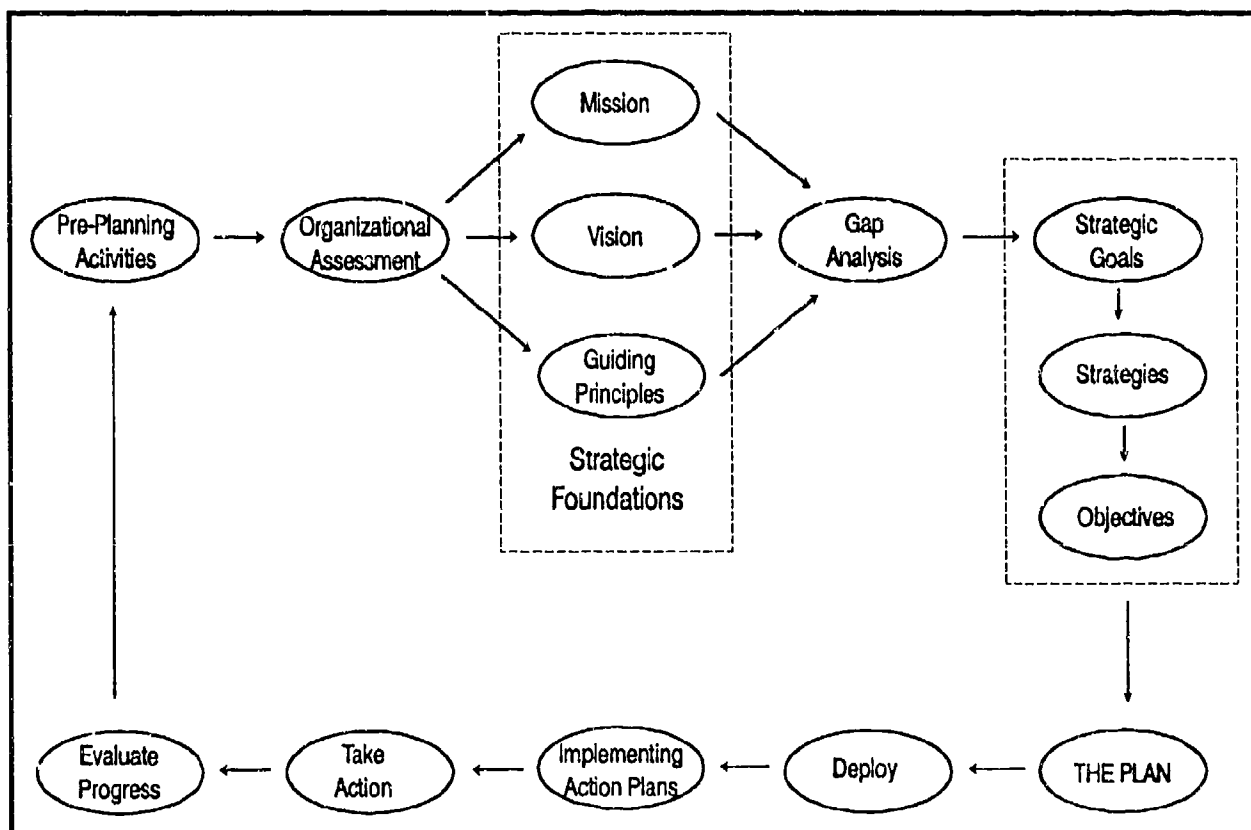 Mission
Pre-Planning
Activities
Organizational
Assessment
Vision
Gap
Analysis
Strategic
Goals
Guiding
Principles
Strategies
Strategic
Foundations
Objectives
Evaluate
Progress
Take
Action
Implementing
Action Plans
Deploy
THE PLAN